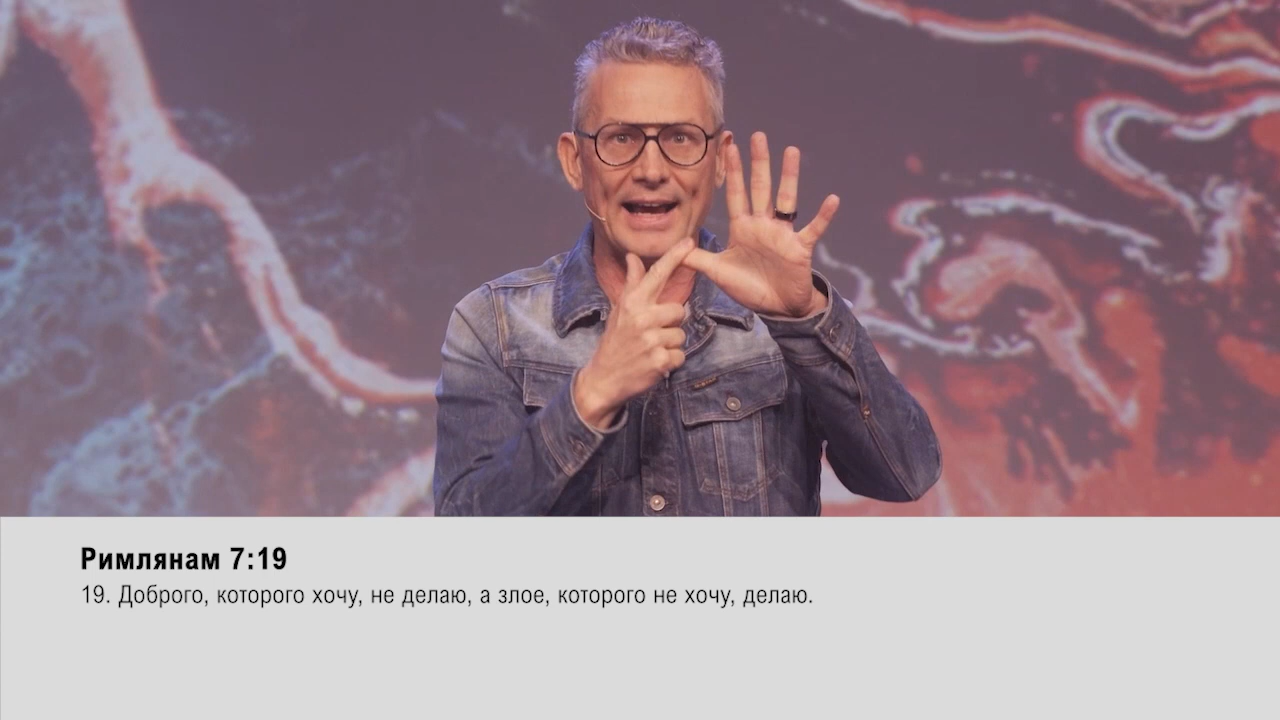 Римлянам 7:19
19. Доброго, которого хочу, не делаю, а злое, которого не хочу, делаю.